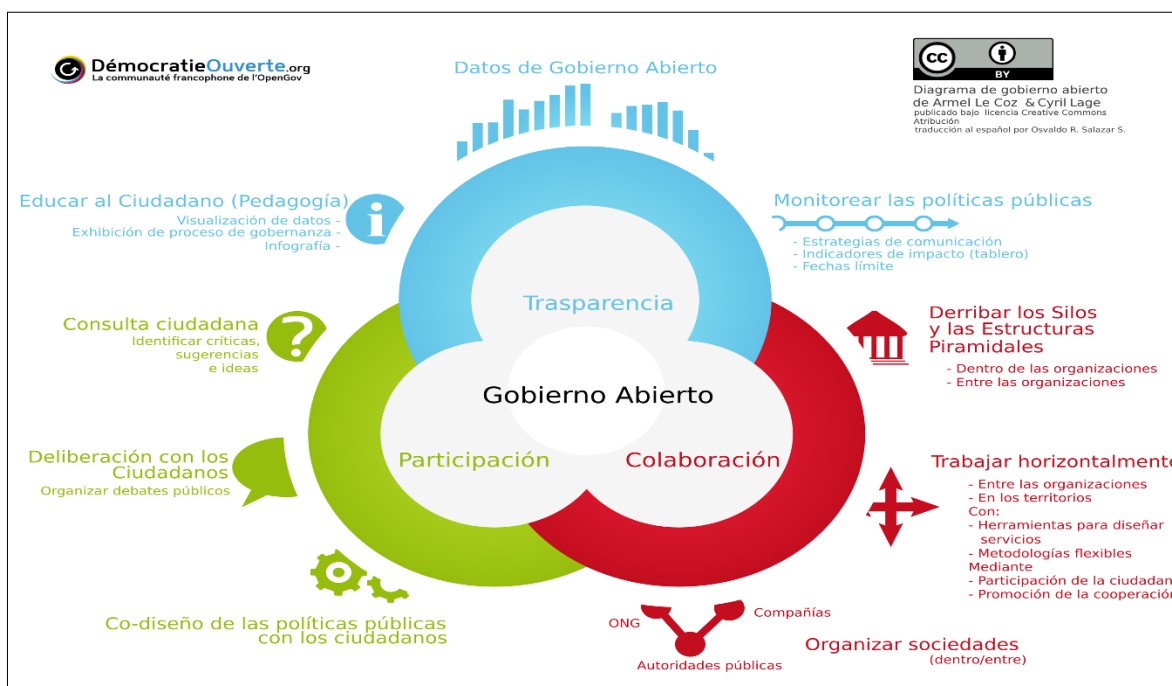 DémocratieOuverte.org
La communauté francophone de l'OpenGov
Datos de Gobierno Abierto
CC
BY
Diagrama de gobierno abierto
de Armel Le Coz & Cyril Lage
publicado bajo licencia Creative Commons
Atribución
traducción al español por Osvaldo R. Salazar S.
Educar al Ciudadano (Pedagogía)
Visualización de datos -
Exhibición de proceso de gobernanza -
Infografía -
i
Monitorear las políticas públicas
- Estrategias de comunicación
- Indicadores de impacto (tablero)
- Fechas límite
Trasparencia
Consulta ciudadana
Identificar críticas,
sugerencias
e ideas
?
Derribar los Silos
y las Estructuras
Piramidales
- Dentro de las organizaciones
- Entre las organizaciones
Gobierno Abierto
Participación
Colaboración
Deliberación con los
Ciudadanos
Organizar debates públicos
Trabajar horizontalmente
- Entre las organizaciones
- En los territorios
Con:
- Herramientas para diseñar
servicios
- Metodologías flexibles
Mediante
- Participación de la ciudadan
- Promoción de la cooperación
Co-diseño de las políticas públicas
con los ciudadanos
ONG
Compañías
Autoridades públicas
Organizar sociedades
(dentro/entre)